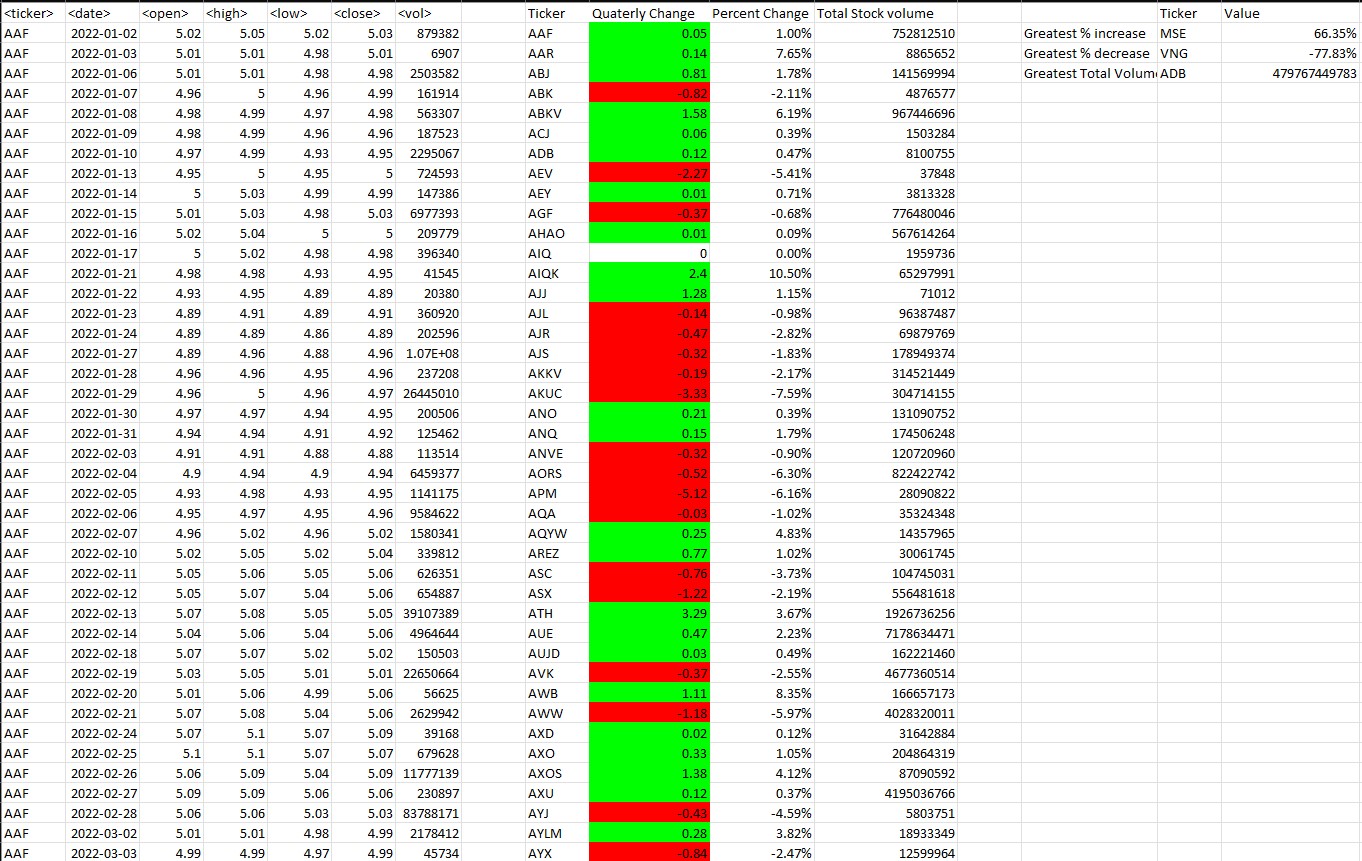 <ticker> <date> <open> <high> <low> <close> <vol> Ticker Quaterly Change Percent Change Total Stock volume Ticker Value
AAF 2022-01-02 5.02 5.05 5.02 5.03 879382 AAF 0.05 1.00% 752812510 Greatest % increase MSE 66.35%
AAF 2022-01-03 5.01 5.01 4.98 5.01 6907 AAR 0.14 7.65% 8865652 Greatest % decrease VNG -77.83%
AAF 2022-01-06 5.01 5.01 4.98 4.98 2503582 ABJ 0.81 1.78% 141569994 Greatest Total Volum ADB 479767449783
AAF 2022-01-07 4.96 5 4.96 4.99 161914 ABK -0.82 -2.11% 4876577
AAF 2022-01-08 4.98 4.99 4.97 4.98 563307 ABKV 1.58 6.19% 967446696
AAF 2022-01-09 4.98 4.99 4.96 4.96 187523 ACJ 0.06 0.39% 1503284
AAF 2022-01-10 4.97 4.99 4.93 4.95 2295067 ADB 0.12 0.47% 8100755
AAF 2022-01-13 4.95 5 4.95 5 724593 AEV -2.27 -5.41% 37848
AAF 2022-01-14 5 5.03 4.99 4.99 147386 AEY 0.01 0.71% 3813328
AAF 2022-01-15 5.01 5.03 4.98 5.03 6977393 AGF -0.37 -0.68% 776480046
AAF 2022-01-16 5.02 5.04 5 5 209779 AHAO 0.01 0.09% 567614264
AAF 2022-01-17 5 5.02 4.98 4.98 396340 AIQ 0 0.00% 1959736
AAF 2022-01-21 4.98 4.98 4.93 4.95 41545 AIQK 2.4 10.50% 65297991
AAF 2022-01-22 4.93 4.95 4.89 4.89 20380 AJJ 1.28 1.15% 71012
AAF 2022-01-23 4.89 4.91 4.89 4.91 360920 AJL -0.14 -0.98% 96387487
AAF 2022-01-24 4.89 4.89 4.86 4.89 202596 AJR -0.47 -2.82% 69879769
AAF 2022-01-27 4.89 4.96 4.88 4.96 1.07E+08 AJS -0.32 -1.83% 178949374
AAF 2022-01-28 4.96 4.96 4.95 4.96 237208 AKKV -0.19 -2.17% 314521449
AAF 2022-01-29 4.96 5 4.96 4.97 26445010 AKUC -3.33 -7.59% 304714155
AAF 2022-01-30 4.97 4.97 4.94 4.95 200506 ANO 0.21 0.39% 131090752
AAF 2022-01-31 4.94 4.94 4.91 4.92 125462 ANQ 0.15 1.79% 174506248
AAF 2022-02-03 4.91 4.91 4.88 4.88 113514 ANVE -0.32 -0.90% 120720960
AAF 2022-02-04 4.9 4.94 4.9 4.94 6459377 AORS -0.52 -6.30% 822422742
AAF 2022-02-05 4.93 4.98 4.93 4.95 1141175 APM -5.12 -6.16% 28090822
AAF 2022-02-06 4.95 4.97 4.95 4.96 9584622 AQA -0.03 -1.02% 35324348
AAF 2022-02-07 4.96 5.02 4.96 5.02 1580341 AQYW 0.25 4.83% 14357965
AAF 2022-02-10 5.02 5.05 5.02 5.04 339812 AREZ 0.77 1.02% 30061745
AAF 2022-02-11 5.05 5.06 5.05 5.06 626351 ASC -0.76 -3.73% 104745031
AAF 2022-02-12 5.05 5.07 5.04 5.06 654887 ASX -1.22 -2.19% 556481618
AAF 2022-02-13 5.07 5.08 5.05 5.05 39107389 ATH 3.29 3.67% 1926736256
AAF 2022-02-14 5.04 5.06 5.04 5.06 4964644 AUE 0.47 2.23% 7178634471
AAF 2022-02-18 5.07 5.07 5.02 5.02 150503 AUJD 0.03 0.49% 162221460
AAF 2022-02-19 5.03 5.05 5.01 5.01 22650664 AVK -0.37 -2.55% 4677360514
AAF 2022-02-20 5.01 5.06 4.99 5.06 56625 AWB 1.11 8.35% 166657173
AAF 2022-02-21 5.07 5.08 5.04 5.06 2629942 AWW -1.18 -5.97% 4028320011
AAF 2022-02-24 5.07 5.1 5.07 5.09 39168 AXD 0.02 0.12% 31642884
AAF 2022-02-25 5.1 5.1 5.07 5.07 679628 AXO 0.33 1.05% 204864319
AAF 2022-02-26 5.06 5.09 5.04 5.09 11777139 AXOS 1.38 4.12% 87090592
AAF 2022-02-27 5.09 5.09 5.06 5.06 230897 AXU 0.12 0.37% 4195036766
AAF 2022-02-28 5.06 5.06 5.03 5.03 83788171 AYJ -0.43 -4.59% 5803751
AAF 2022-03-02 5.01 5.01 4.98 4.99 2178412 AYLM 0.28 3.82% 18933349
AAF 2022-03-03 4.99 4.99 4.97 4.99 45734 AYX -0.84 -2.47% 12599964